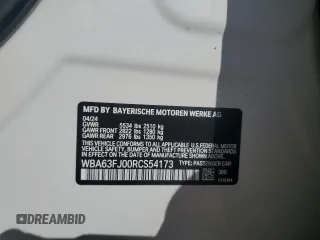 MFD BY BAYERISCHE MOTOREN WERKE AG
04/24
GVWR 5534 lbs 2510 kg
GAWR FRONT 2822 lbs 1280 kg
GAWR REAR 2976 lbs 1350 kg
THIS VEHICLE CONFORMS TO ALL APPLICABLE
FEDERAL MOTOR VEHICLE SAFETY, BUMPER,
AND THEFT PREVENTION STANDARDS IN EFFECT
ON THE DATE OF MANUFACTURE SHOWN ABOVE.
WBA63FJ00RCS54173
TYPE: PASSENGER CAR
AUTOBIDMASTER